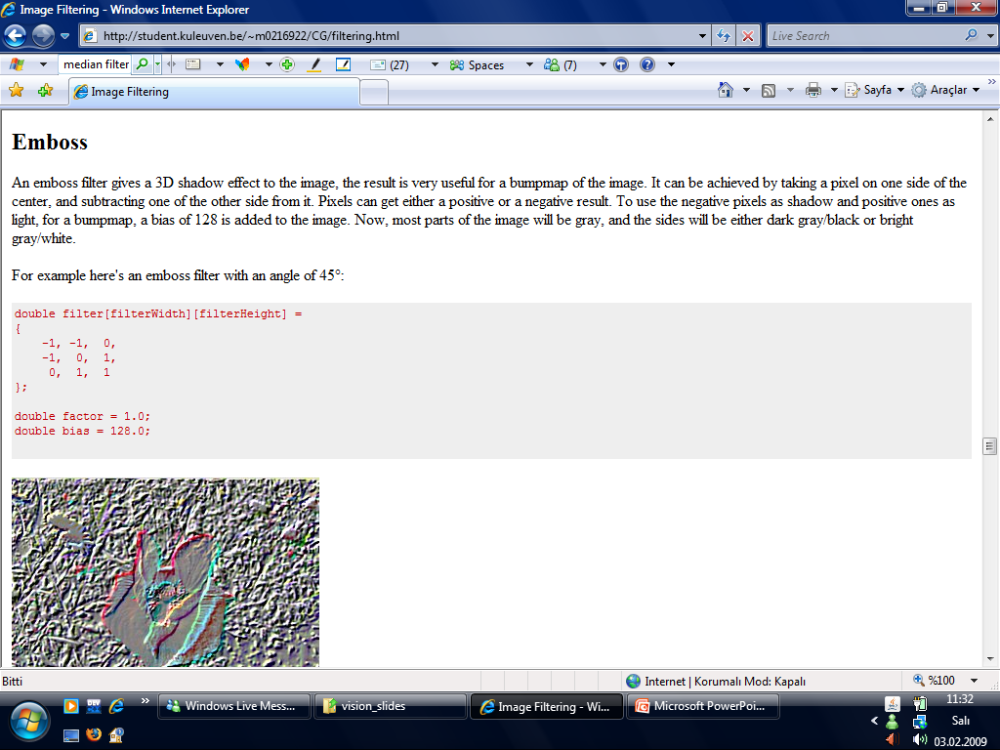 Image Filtering - Windows Internet Explorer
http://student.kuleuven.be/~m0216922/CG/filtering.html
Live Search
median filter
(27)
Spaces
(7)
Image Filtering
Sayfa
Araçlar
Emboss
An emboss filter gives a 3D shadow effect to the image, the result is very useful for a bumpmap of the image. It can be achieved by taking a pixel on one side of the
center, and subtracting one of the other side from it. Pixels can get either a positive or a negative result. To use the negative pixels as shadow and positive ones as
light, for a bumpmap, a bias of 128 is added to the image. Now, most parts of the image will be gray, and the sides will be either dark gray/black or bright
gray/white.
For example here's an emboss filter with an angle of 45°:
double filter[filterWidth][filterHeight] =
{
-1, -1, 0,
-1, 0, 1,
0, 1, 1
};
double factor = 1.0;
double bias = 128.0;
Bitti
Internet | Korumalı Mod: Kapalı
%100
Windows Live Mess...
vision_slides
Image Filtering - Wi...
Microsoft PowerPoi...
11:32
Salı
03.02.2009